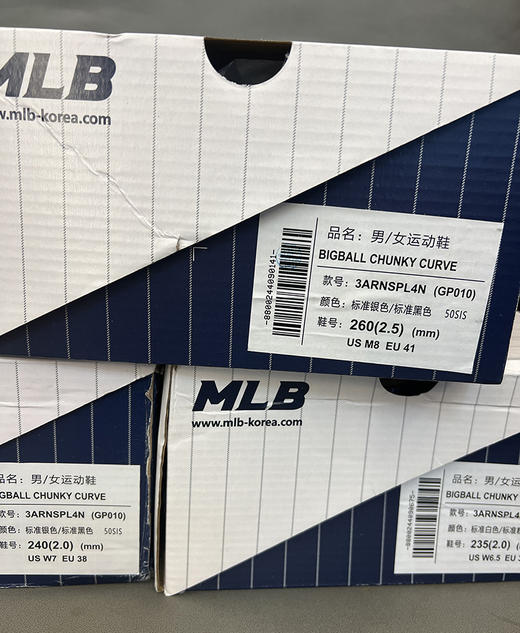 MLB
www.mlb-korea.com
品名: 男/女运动鞋
BIGBALL CHUNKY CURVE
款号: 3ARNSPL4N (GP010)
颜色: 标准银色/标准黑色 50SIS
鞋号: 260(2.5) (mm)
US M8 EU 41
-8800244090141-
MLB
www.mlb-korea.com
品名: 男/女运动鞋
BIGBALL CHUNKY CURVE
款号: 3ARNSPL4N (GP010)
颜色: 标准银色/标准黑色 50SIS
鞋号: 240(2.0) (mm)
US W7 EU 38
品名: 男/女运动鞋
BIGBALL CHUNKY
款号: 3ARNSPL4N
颜色: 标准白色/标准
鞋号: 235(2.0)
US W6.5 EU